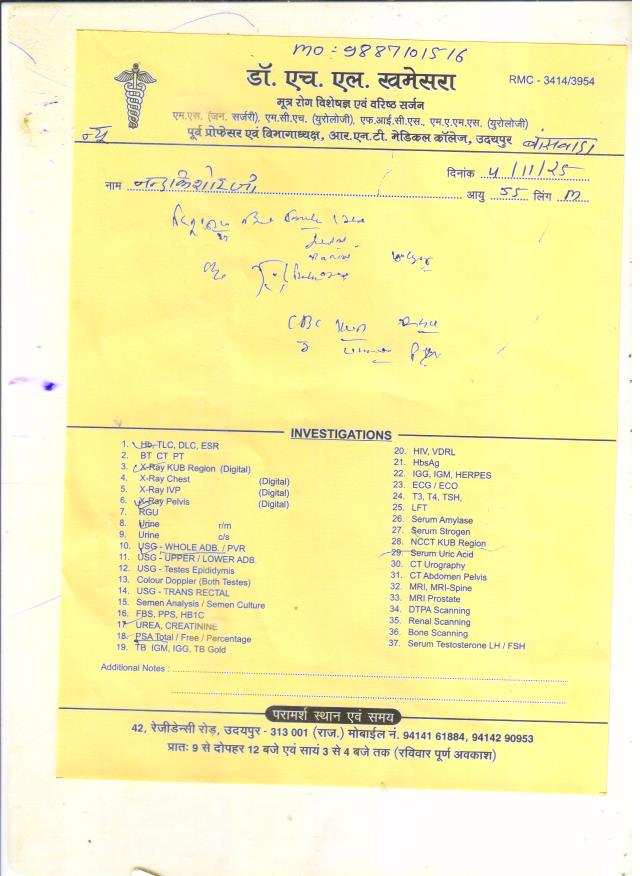 mo : 9887101516
डॉ. एच. एल. खमेसरा
RMC - 3414/3954
मूत्र रोग विशेषज्ञ एवं वरिष्ठ सर्जन
एम.एस. (जन. सर्जरी), एम.सी.एच. (युरोलोजी), एफ.आई.सी.एस., एम.ए.एम.एस. (युरोलोजी)
पूर्व प्रोफेसर एवं विभागाध्यक्ष, आर.एन.टी. मेडिकल कॉलेज, उदयपुर
न्यू बांसवाडा
दिनांक 4/11/25
नाम नन्दकिशोर जी आयु 55 लिंग M
CBC
INVESTIGATIONS
1. Hb, TLC, DLC, ESR
2. BT CT PT
3. X-Ray KUB Region (Digital)
4. X-Ray Chest (Digital)
5. X-Ray IVP (Digital)
6. X-Ray Pelvis (Digital)
7. RGU
8. Urine r/m
9. Urine c/s
10. USG - WHOLE ADB. / PVR
11. USG - UPPER / LOWER ADB.
12. USG - Testes Epididymis
13. Colour Doppler (Both Testes)
14. USG - TRANS RECTAL
15. Semen Analysis / Semen Culture
16. FBS, PPS, HB1C
17. UREA, CREATININE
18. PSA Total / Free / Percentage
19. TB IGM, IGG, TB Gold
20. HIV, VDRL
21. HbsAg
22. IGG, IGM, HERPES
23. ECG / ECO
24. T3, T4, TSH,
25. LFT
26. Serum Amylase
27. Serum Strogen
28. NCCT KUB Region
29. Serum Uric Acid
30. CT Urography
31. CT Abdomen Pelvis
32. MRI, MRI-Spine
33. MRI Prostate
34. DTPA Scanning
35. Renal Scanning
36. Bone Scanning
37. Serum Testosterone LH / FSH
Additional Notes :
परामर्श स्थान एवं समय
42, रेजीडेन्सी रोड़, उदयपुर - 313 001 (राज.) मोबाईल नं. 94141 61884, 94142 90953
प्रातः 9 से दोपहर 12 बजे एवं सायं 3 से 4 बजे तक (रविवार पूर्ण अवकाश)